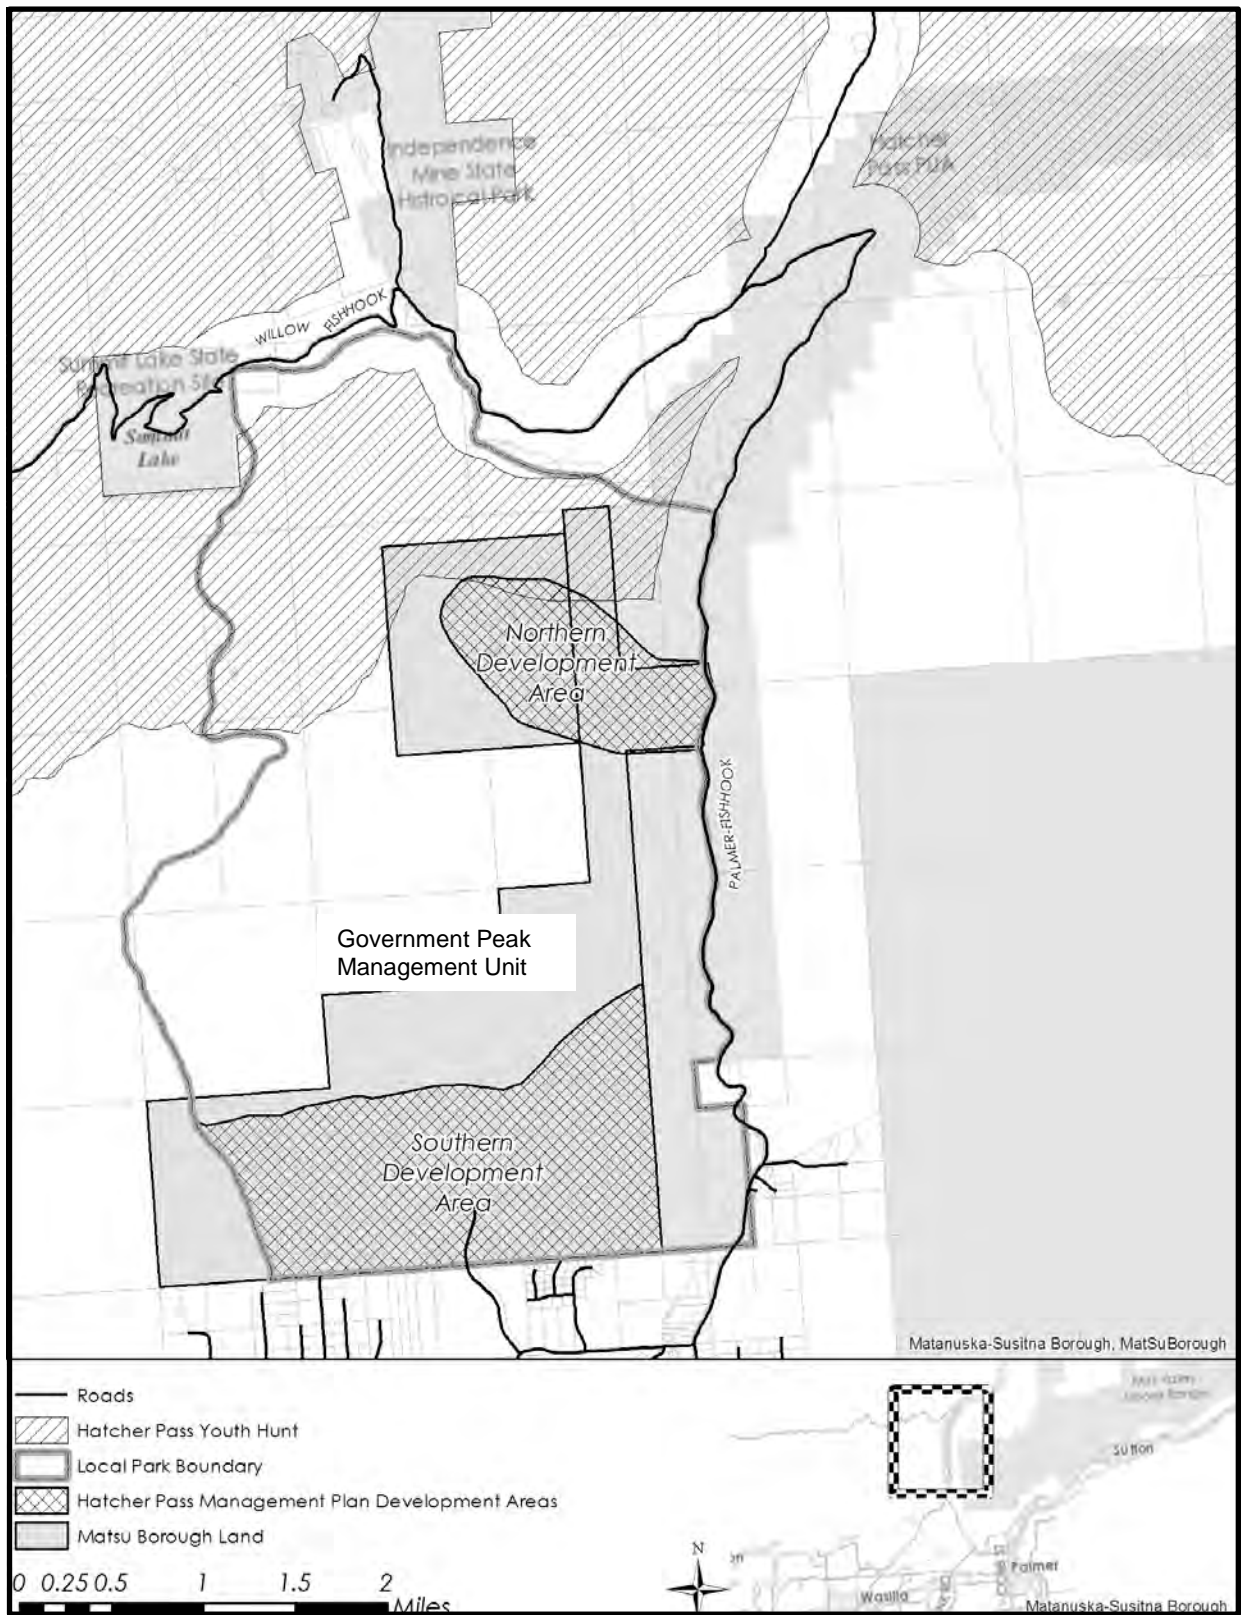 Independence
Mine State
Histroical Park
Hatcher
Pass PUA
WILLOW FISHHOOK
Summit Lake State
Recreation Site
Summit
Lake
Northern
Development
Area
PALMER-FISHHOOK
Government Peak
Management Unit
Southern
Development
Area
Matanuska-Susitna Borough, MatSuBorough
Roads
Hatcher Pass Youth Hunt
Local Park Boundary
Hatcher Pass Management Plan Development Areas
Matsu Borough Land
0 0.25 0.5 1 1.5 2
Miles
N
Sutton
Palmer
Wasilla
Matanuska-Susitna Borough